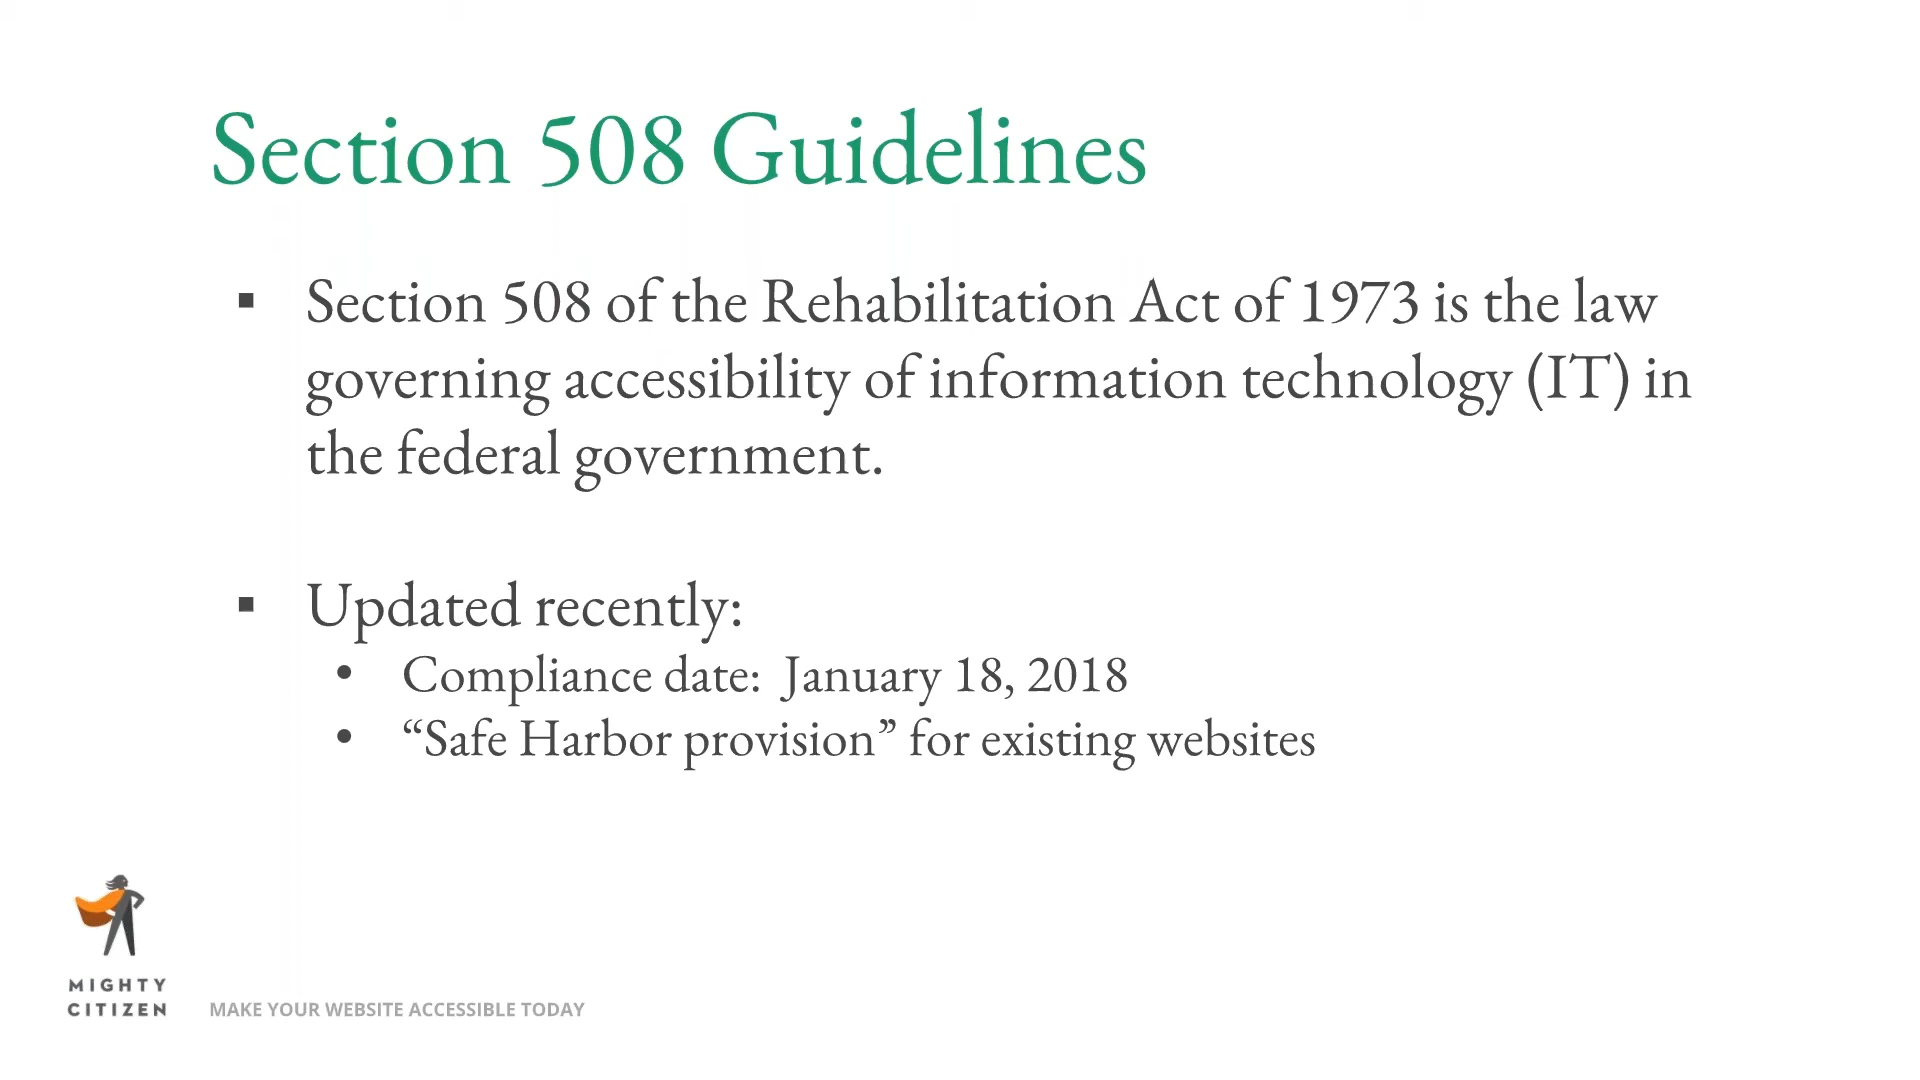 Section 508 Guidelines
▪ Section 508 of the Rehabilitation Act of 1973 is the law
governing accessibility of information technology (IT) in
the federal government.
▪ Updated recently:
• Compliance date:  January 18, 2018
• “Safe Harbor provision” for existing websites
MIGHTY
CITIZEN
MAKE YOUR WEBSITE ACCESSIBLE TODAY